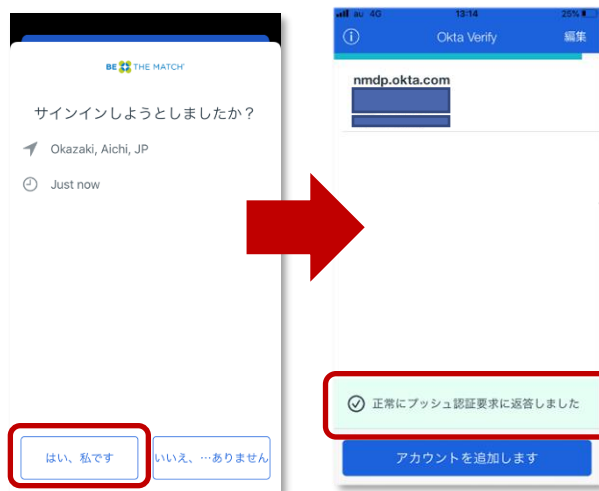 BE THE MATCH
サインインしようとしましたか？
Okazaki, Aichi, JP
Just now
はい、私です
いいえ、…ありません
au 4G 13:14 25%
Okta Verify 編集
nmdp.okta.com
正常にプッシュ認証要求に返答しました
アカウントを追加します